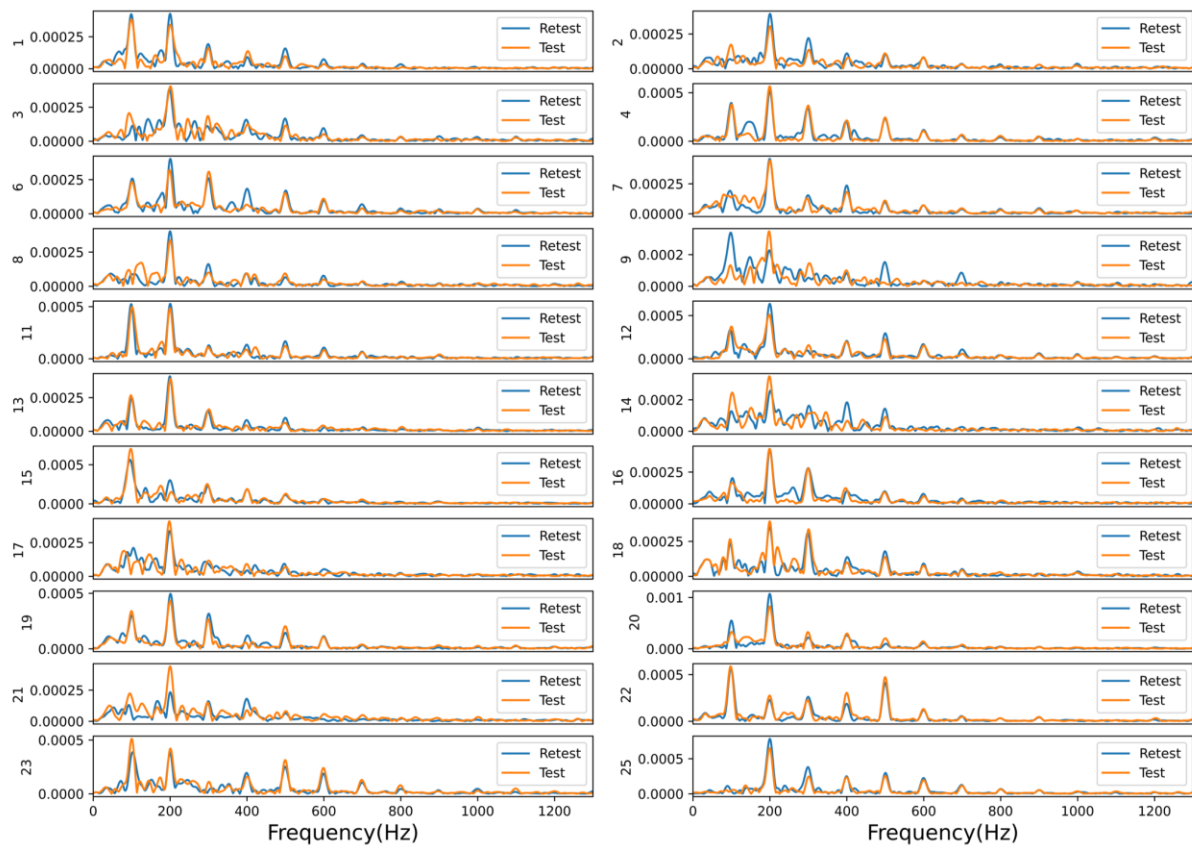 1
0.00025
0.00000
Retest
Test
2
0.00025
0.00000
Retest
Test
3
0.00025
0.00000
Retest
Test
4
0.0005
0.0000
Retest
Test
6
0.00025
0.00000
Retest
Test
7
0.00025
0.00000
Retest
Test
8
0.00025
0.00000
Retest
Test
9
0.0002
0.0000
Retest
Test
11
0.0005
0.0000
Retest
Test
12
0.0005
0.0000
Retest
Test
13
0.00025
0.00000
Retest
Test
14
0.0002
0.0000
Retest
Test
15
0.0005
0.0000
Retest
Test
16
0.00025
0.00000
Retest
Test
17
0.00025
0.00000
Retest
Test
18
0.00025
0.00000
Retest
Test
19
0.0005
0.0000
Retest
Test
20
0.001
0.000
Retest
Test
21
0.00025
0.00000
Retest
Test
22
0.0005
0.0000
Retest
Test
23
0.0005
0.0000
Retest
Test
25
0.0005
0.0000
Retest
Test
0 200 400 600 800 1000 1200
0 200 400 600 800 1000 1200
Frequency(Hz)
Frequency(Hz)